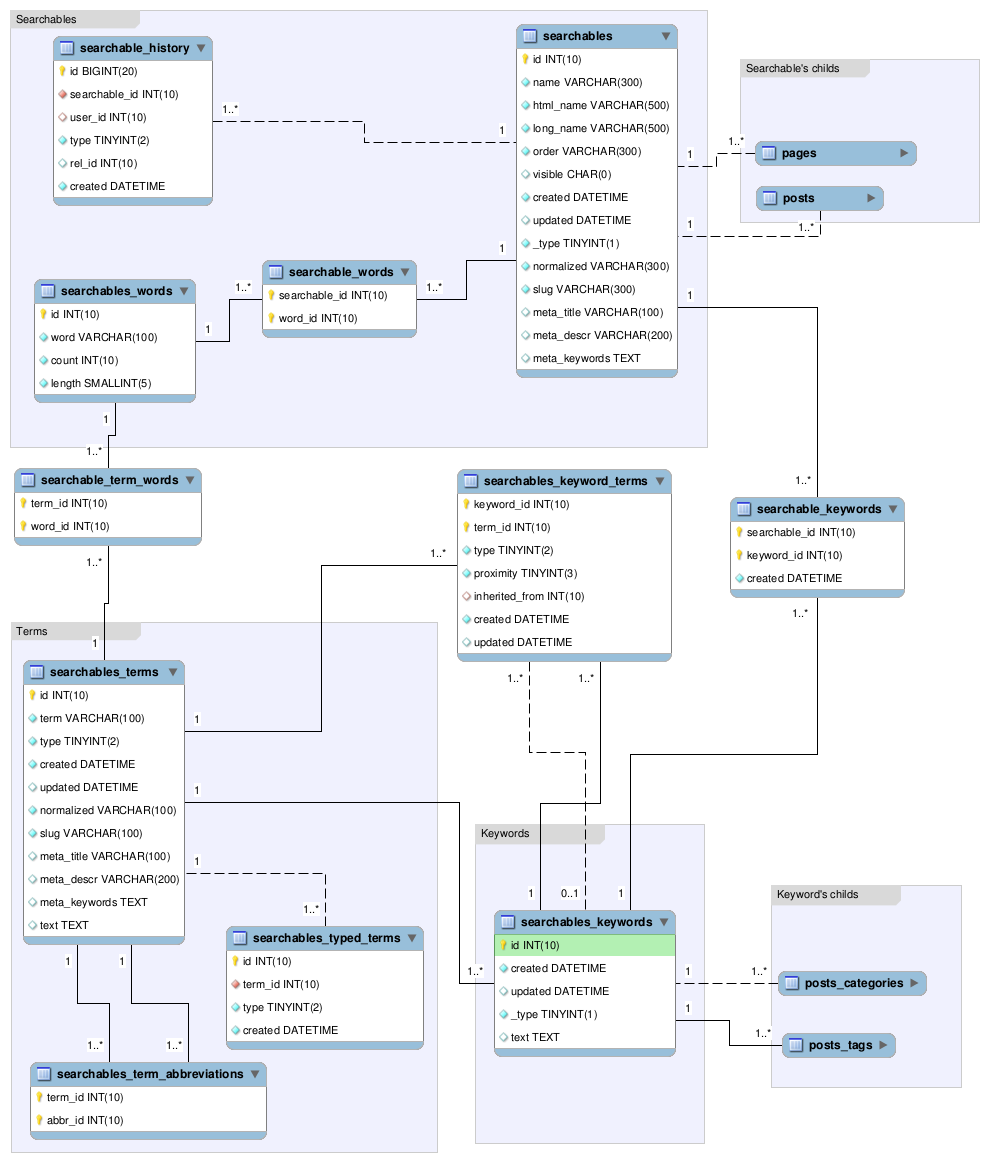 Searchables
searchable_history
id BIGINT(20)
searchable_id INT(10)
user_id INT(10)
type TINYINT(2)
rel_id INT(10)
created DATETIME
1..*
1
searchables
id INT(10)
name VARCHAR(300)
html_name VARCHAR(500)
long_name VARCHAR(500)
order VARCHAR(300)
visible CHAR(0)
created DATETIME
updated DATETIME
_type TINYINT(1)
normalized VARCHAR(300)
slug VARCHAR(300)
meta_title VARCHAR(100)
meta_descr VARCHAR(200)
meta_keywords TEXT
Searchable's childs
1
1..*
pages
posts
1
1..*
1
searchables_words
id INT(10)
word VARCHAR(100)
count INT(10)
length SMALLINT(5)
1
1..*
searchable_words
searchable_id INT(10)
word_id INT(10)
1..*
1
1
1..*
searchable_term_words
term_id INT(10)
word_id INT(10)
1..*
1
searchables_keyword_terms
keyword_id INT(10)
term_id INT(10)
type TINYINT(2)
proximity TINYINT(3)
inherited_from INT(10)
created DATETIME
updated DATETIME
1..*
1..*
1..*
1..*
searchable_keywords
searchable_id INT(10)
keyword_id INT(10)
created DATETIME
1..*
Terms
searchables_terms
id INT(10)
term VARCHAR(100)
type TINYINT(2)
created DATETIME
updated DATETIME
normalized VARCHAR(100)
slug VARCHAR(100)
meta_title VARCHAR(100)
meta_descr VARCHAR(200)
meta_keywords TEXT
text TEXT
1
1
1
1..*
searchables_typed_terms
id INT(10)
term_id INT(10)
type TINYINT(2)
created DATETIME
1
1
1..*
1..*
searchables_term_abbreviations
term_id INT(10)
abbr_id INT(10)
Keywords
1
0..1
1
1..*
searchables_keywords
id INT(10)
created DATETIME
updated DATETIME
_type TINYINT(1)
text TEXT
Keyword's childs
1
1..*
posts_categories
1
1..*
posts_tags